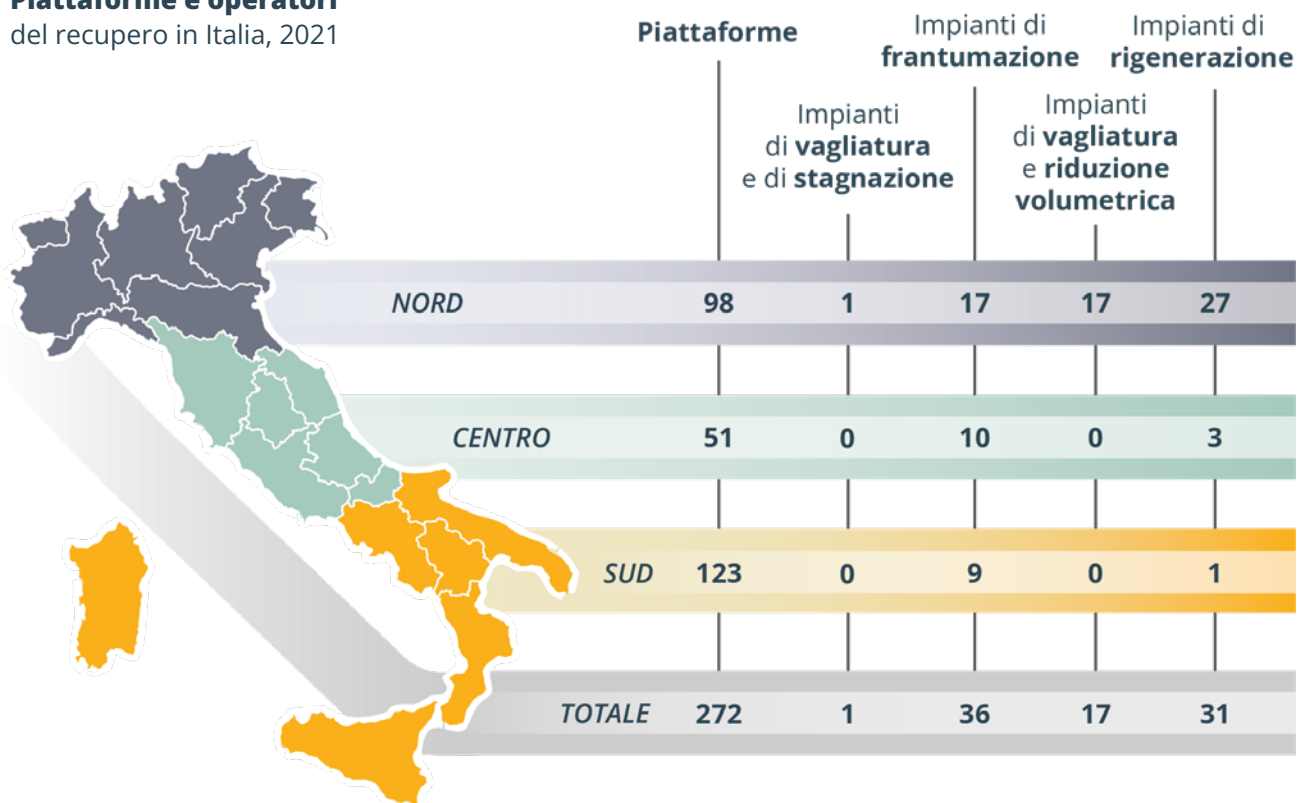 Piattaforme e operatori
del recupero in Italia, 2021
Piattaforme
Impianti
di vagliatura
e di stagnazione
Impianti di
frantumazione
Impianti
di vagliatura
e riduzione
volumetrica
Impianti di
rigenerazione
NORD 98 1 17 17 27
CENTRO 51 0 10 0 3
SUD 123 0 9 0 1
TOTALE 272 1 36 17 31